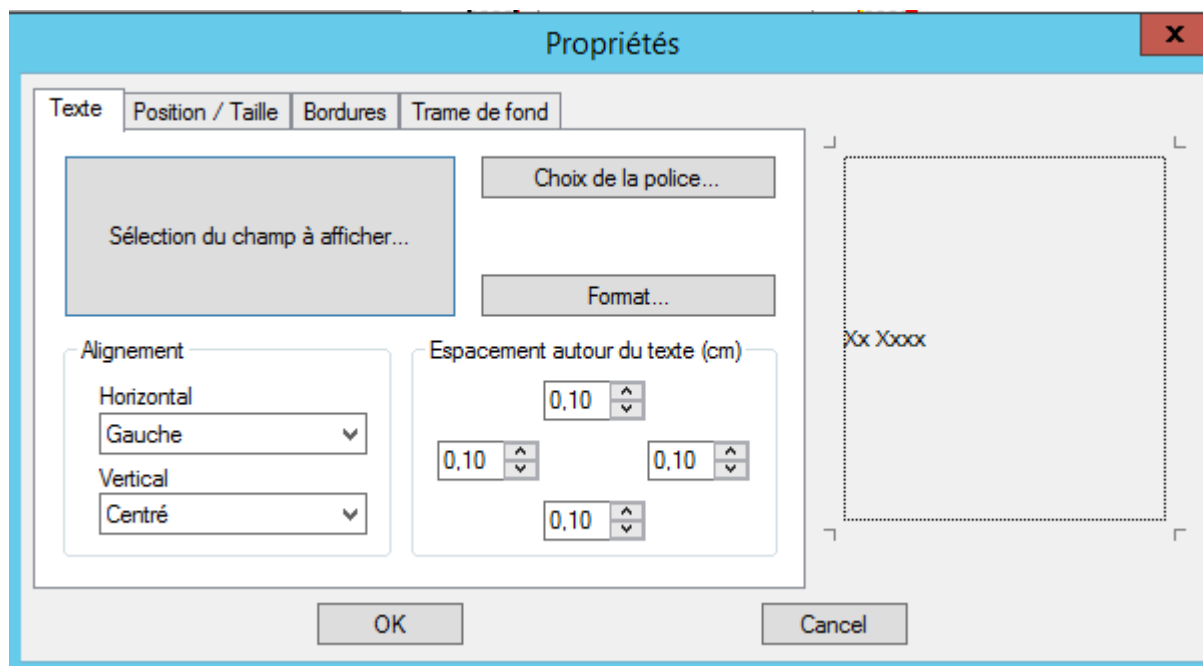 Propriétés
x
Texte
Position / Taille
Bordures
Trame de fond
Sélection du champ à afficher...
Choix de la police...
Format...
Alignement
Horizontal
Gauche
Vertical
Centré
Espacement autour du texte (cm)
0,10
0,10
0,10
0,10
Xx Xxxx
OK
Cancel